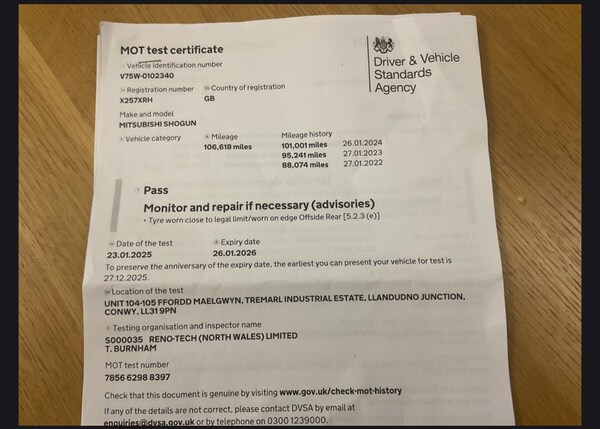 MOT test certificate
Driver & Vehicle
Standards
Agency
Vehicle identification number
V75W-0102340
Registration number
Country of registration
X257XRH
GB
Make and model
MITSUBISHI SHOGUN
Vehicle category
Mileage
Mileage history
106,618 miles
101,001 miles 26.01.2024
95,241 miles 27.01.2023
88,074 miles 27.01.2022
Pass
Monitor and repair if necessary (advisories)
• Tyre worn close to legal limit/worn on edge Offside Rear [5.2.3 (e)]
Date of the test
Expiry date
23.01.2025
26.01.2026
To preserve the anniversary of the expiry date, the earliest you can present your vehicle for test is
27.12.2025.
Location of the test
UNIT 104-105 FFORDD MAELGWYN, TREMARL INDUSTRIAL ESTATE, LLANDUDNO JUNCTION,
CONWY, LL31 9PN
Testing organisation and inspector name
S000035 RENO-TECH (NORTH WALES) LIMITED
T. BURNHAM
MOT test number
7856 6298 8397
Check that this document is genuine by visiting www.gov.uk/check-mot-history
If any of the details are not correct, please contact DVSA by email at
enquiries@dvsa.gov.uk or by telephone on 0300 1239000.